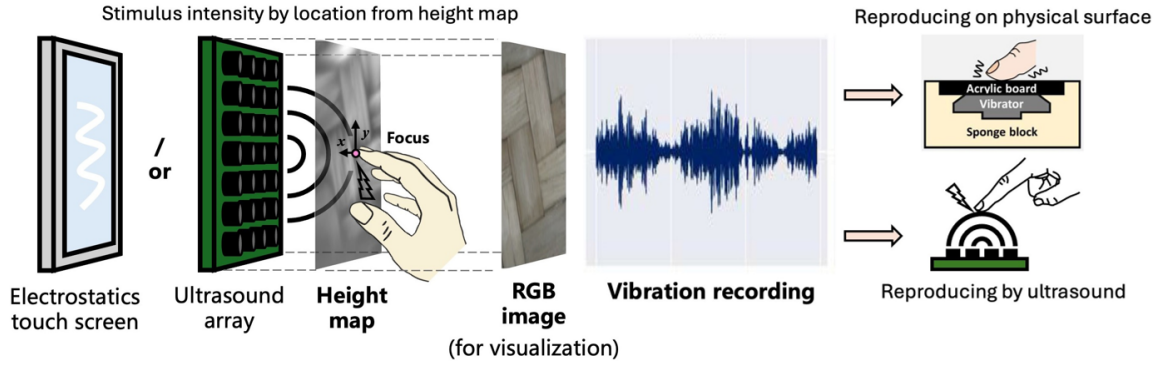 Stimulus intensity by location from height map
Reproducing on physical surface
Acrylic board
Vibrator
Sponge block
/
or
x
y
Focus
Electrostatics
touch screen
Ultrasound
array
Height
map
RGB
image
(for visualization)
Vibration recording
Reproducing by ultrasound